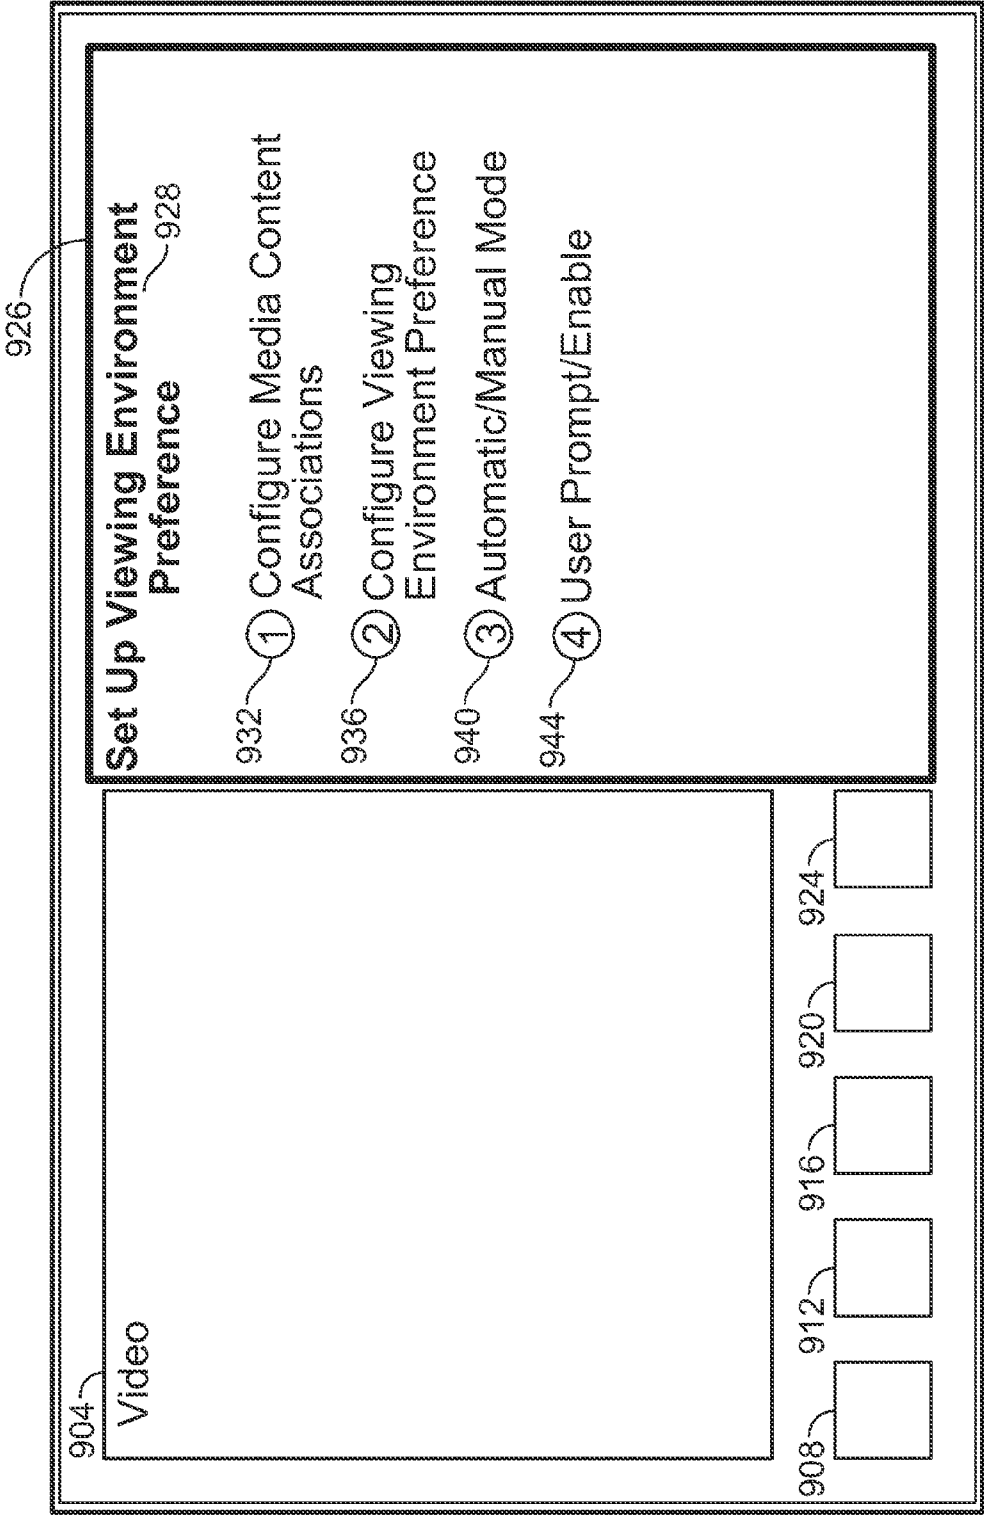 926
Set Up Viewing Environment
Preference
928
932
1 Configure Media Content
Associations
936
2 Configure Viewing
Environment Preference
940
3 Automatic/Manual Mode
944
4 User Prompt/Enable
904
Video
908
912
916
920
924